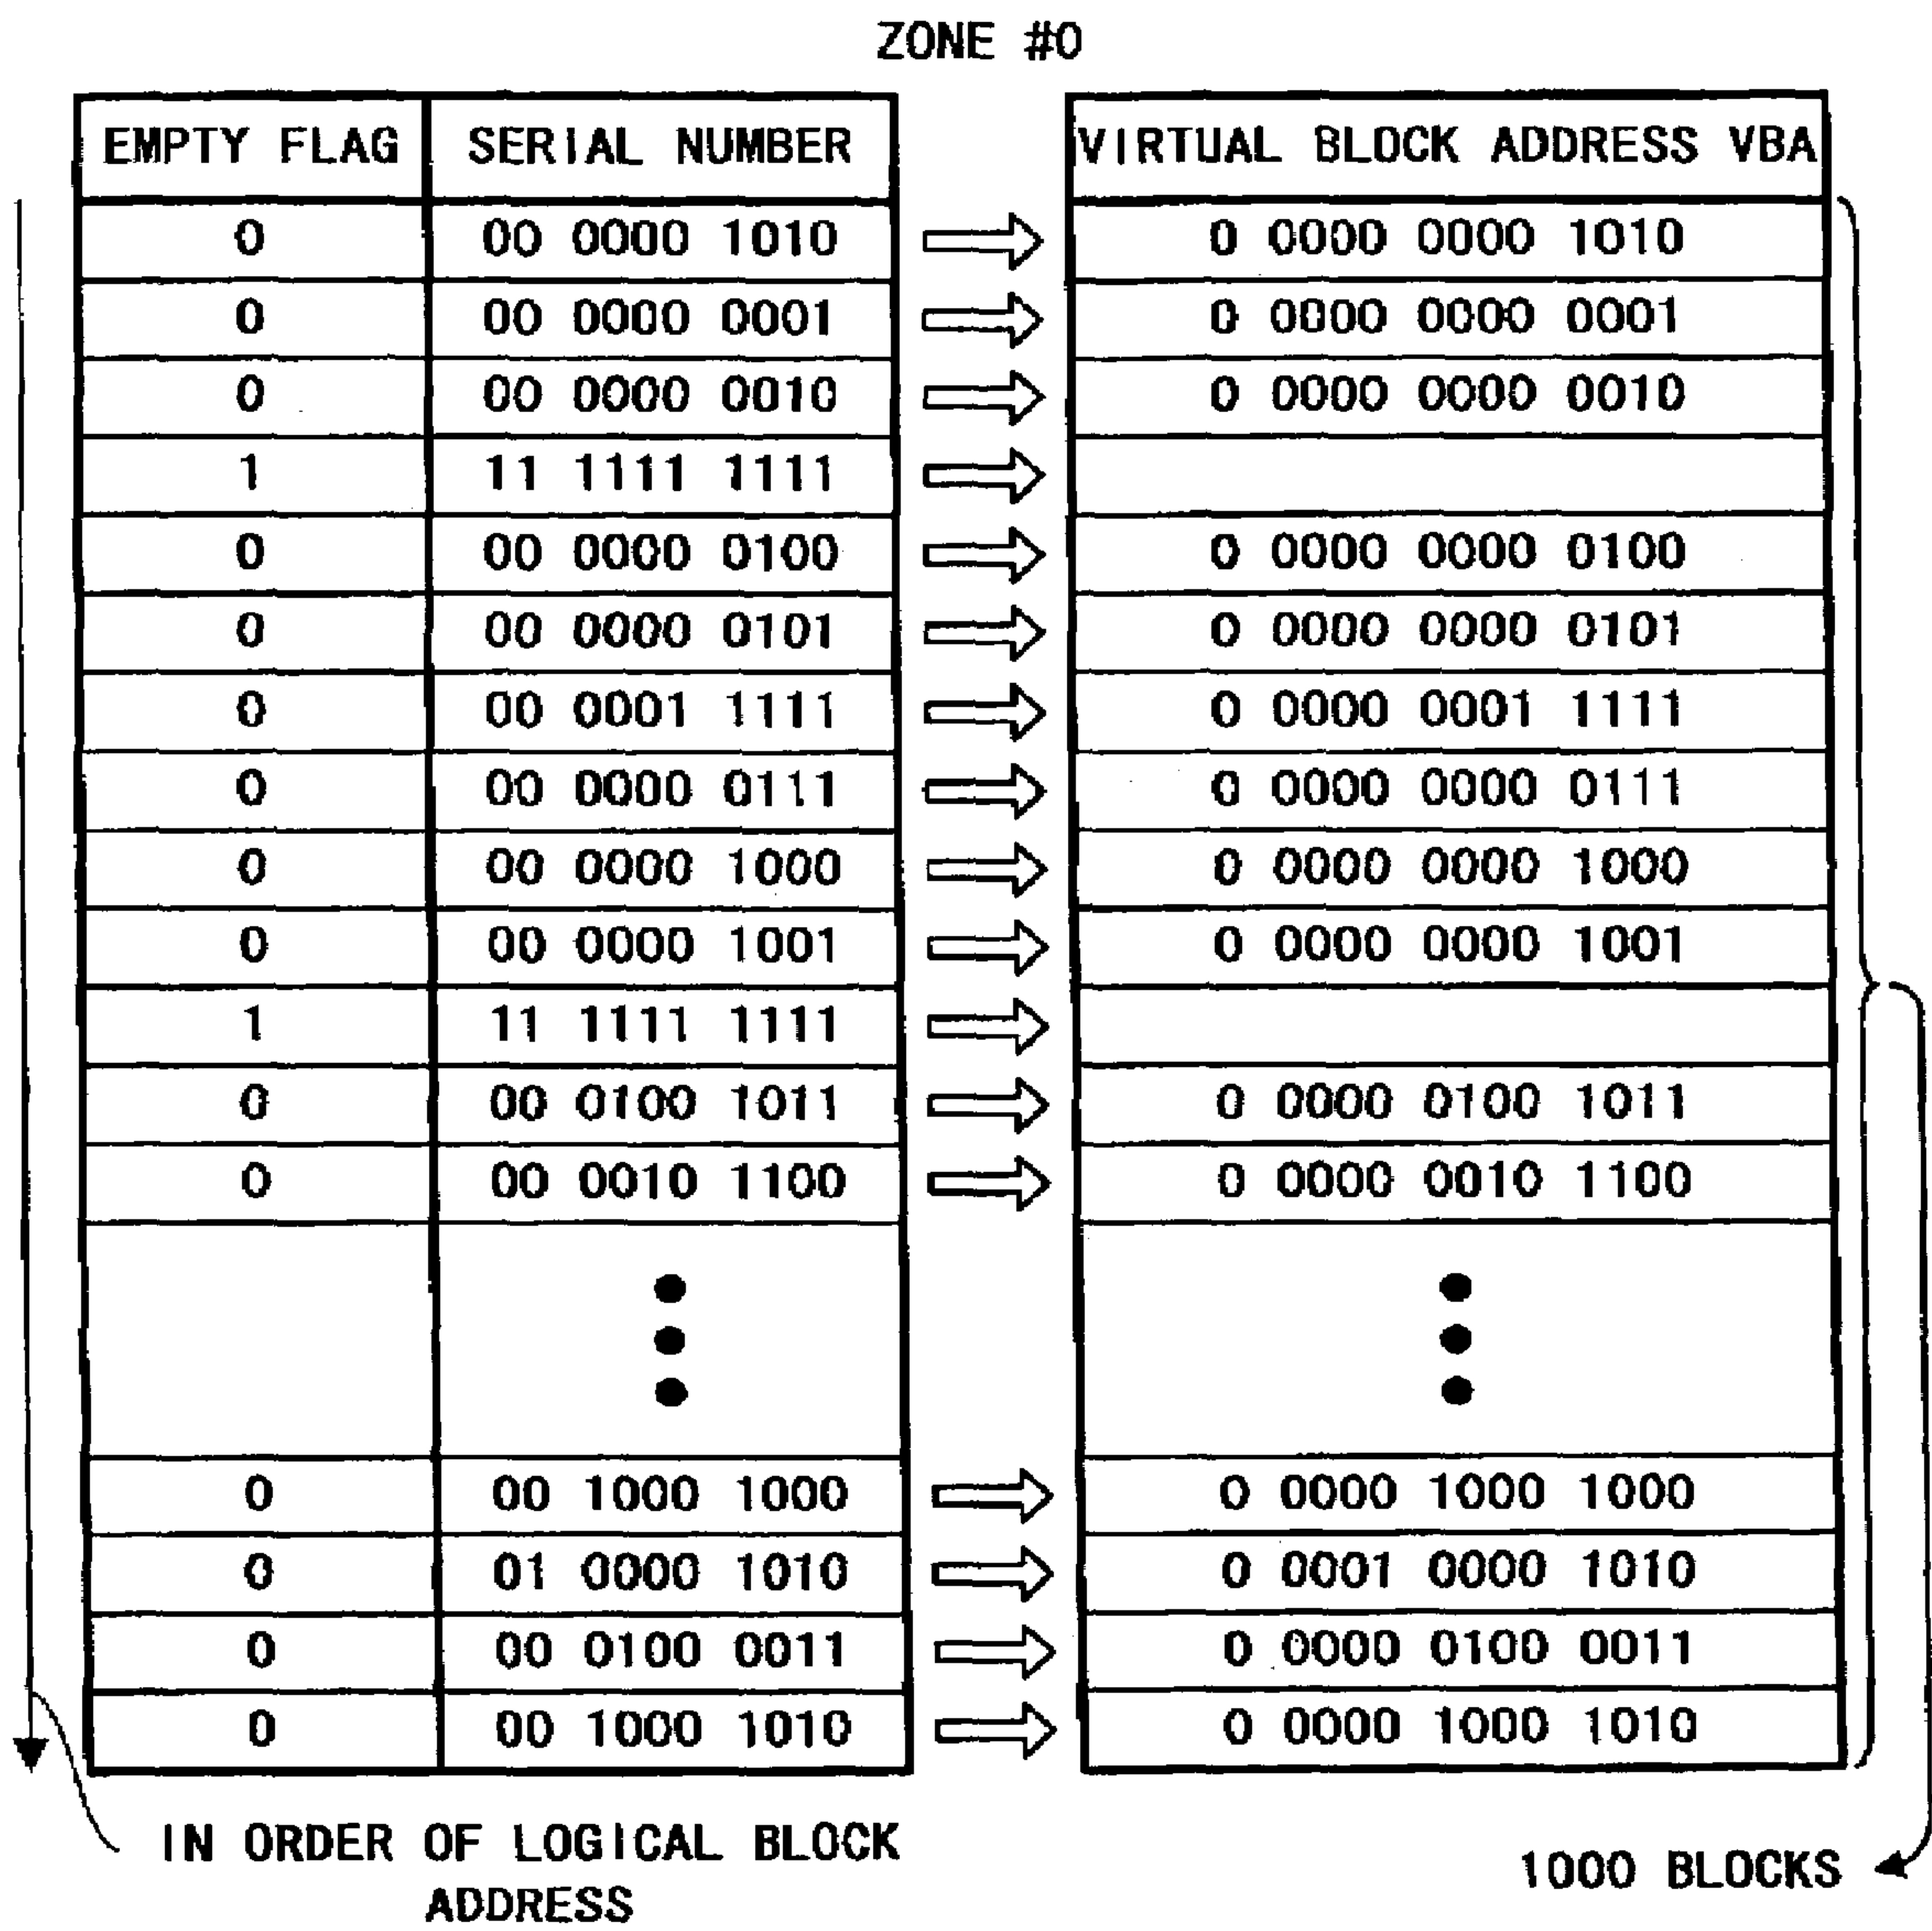 ZONE #0
EMPTY FLAG SERIAL NUMBER VIRTUAL BLOCK ADDRESS VBA
0 00 0000 1010 0 0000 0000 1010
0 00 0000 0001 0 0000 0000 0001
0 00 0000 0010 0 0000 0000 0010
1 11 1111 1111
0 00 0000 0100 0 0000 0000 0100
0 00 0000 0101 0 0000 0000 0101
0 00 0001 1111 0 0000 0001 1111
0 00 0000 0111 0 0000 0000 0111
0 00 0000 1000 0 0000 0000 1000
0 00 0000 1001 0 0000 0000 1001
1 11 1111 1111
0 00 0100 1011 0 0000 0100 1011
0 00 0010 1100 0 0000 0010 1100
0 00 1000 1000 0 0000 1000 1000
0 01 0000 1010 0 0001 0000 1010
0 00 0100 0011 0 0000 0100 0011
0 00 1000 1010 0 0000 1000 1010
IN ORDER OF LOGICAL BLOCK
ADDRESS
1000 BLOCKS